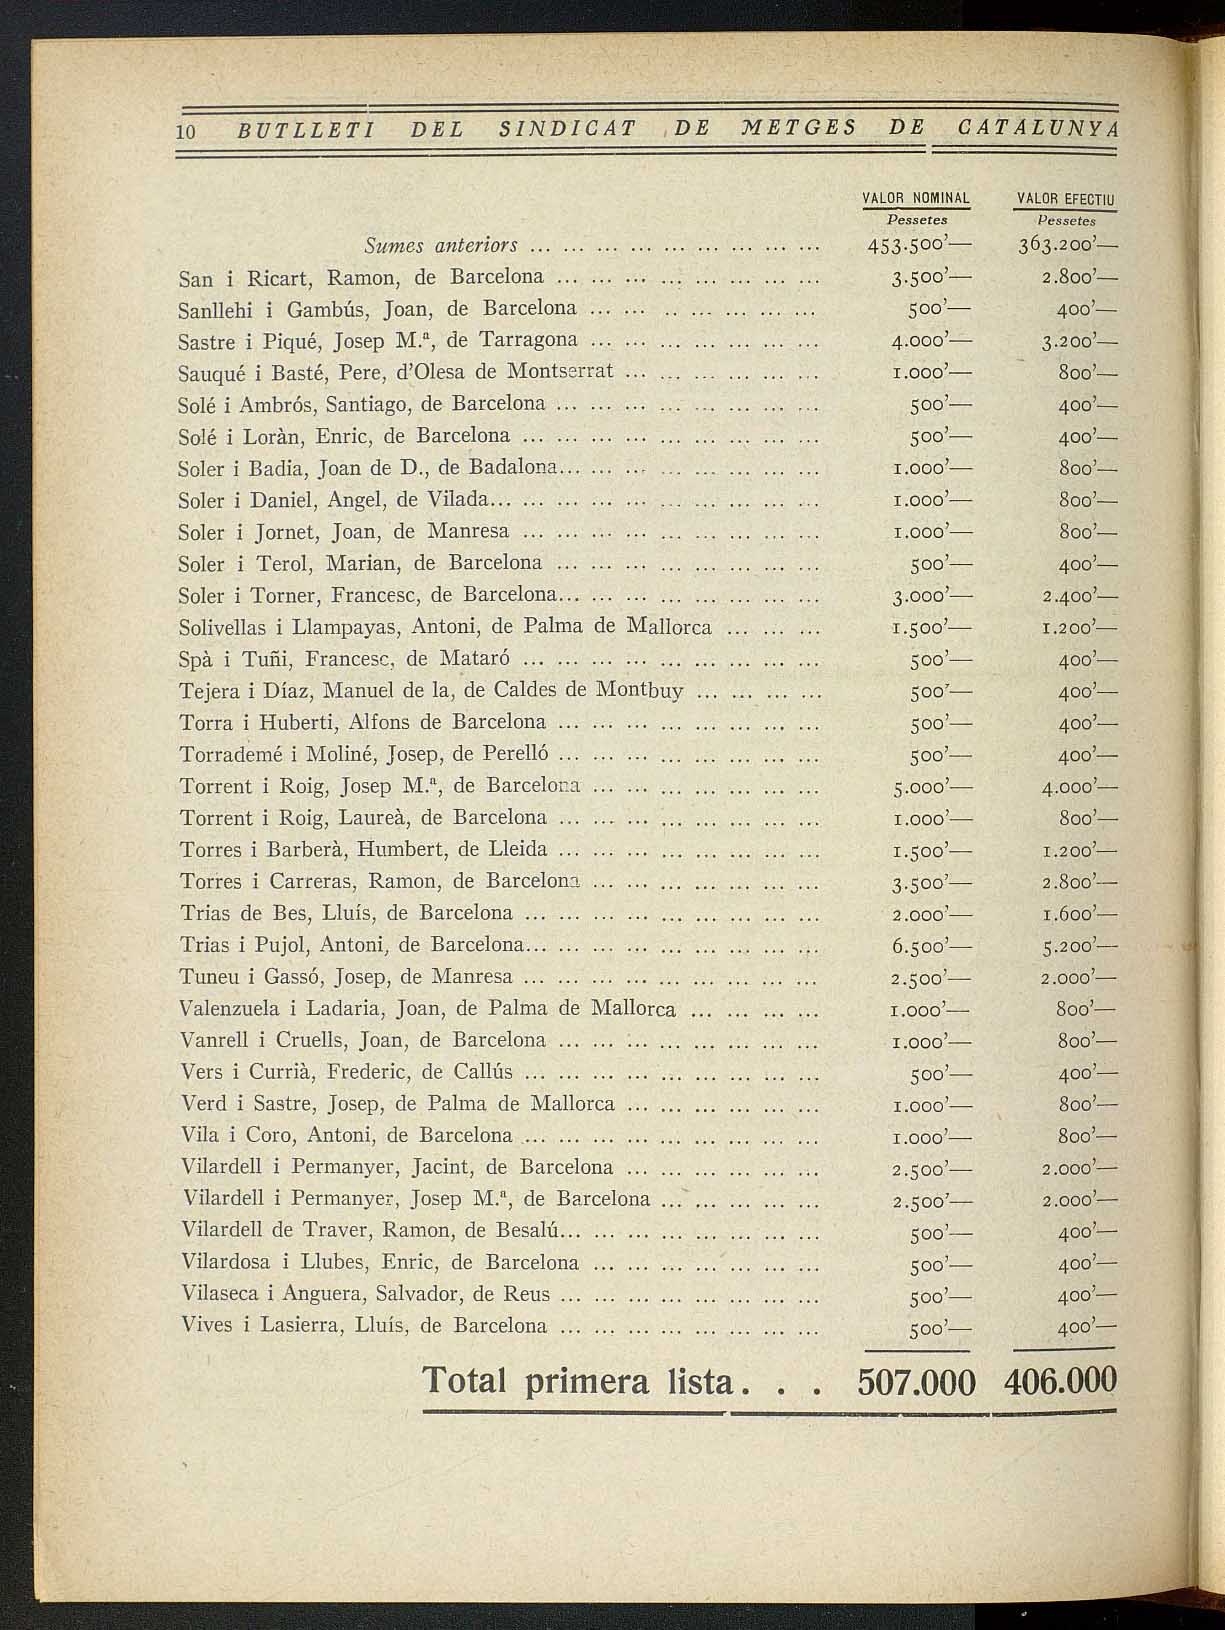 10 BUTLLETI DEL SINDICAT DE METGES DE CATALUNYA
VALOR NOMINAL VALOR EFECTIU
Pessetes Pessetes
Sumes anteriors ... ... ... ... ... ... ... ... ... 453.500’— 363.200’—
San i Ricart, Ramon, de Barcelona ... ... ... ... ... ... ... ... 3.500’— 2.800’—
Sanllehi i Gambús, Joan, de Barcelona ... ... ... ... ... ... ... 500’— 400’—
Sastre i Piqué, Josep M.ª, de Tarragona ... ... ... ... ... ... ... 4.000’— 3.200’—
Sauqué i Basté, Pere, d’Olesa de Montserrat ... ... ... ... ... ... 1.000’— 800’—
Solé i Ambrós, Santiago, de Barcelona ... ... ... ... ... ... ... ... 500’— 400’—
Solé i Loràn, Enric, de Barcelona ... ... ... ... ... ... ... ... ... 500’— 400’—
Soler i Badia, Joan de D., de Badalona... ... ... ... ... ... ... ... 1.000’— 800’—
Soler i Daniel, Angel, de Vilada... ... ... ... ... ... ... ... ... ... 1.000’— 800’—
Soler i Jornet, Joan, de Manresa ... ... ... ... ... ... ... ... ... 1.000’— 800’—
Soler i Terol, Marian, de Barcelona ... ... ... ... ... ... ... ... 500’— 400’—
Soler i Torner, Francesc, de Barcelona... ... ... ... ... ... ... ... 3.000’— 2.400’—
Solivellas i Llampayas, Antoni, de Palma de Mallorca ... ... ... 1.500’— 1.200’—
Spà i Tuñi, Francesc, de Mataró ... ... ... ... ... ... ... ... ... 500’— 400’—
Tejera i Díaz, Manuel de la, de Caldes de Montbuy ... ... ... ... 500’— 400’—
Torra i Huberti, Alfons de Barcelona ... ... ... ... ... ... ... ... 500’— 400’—
Torrademé i Moliné, Josep, de Perelló ... ... ... ... ... ... ... ... 500’— 400’—
Torrent i Roig, Josep M.ª, de Barcelona ... ... ... ... ... ... ... 5.000’— 4.000’—
Torrent i Roig, Laureà, de Barcelona ... ... ... ... ... ... ... ... 1.000’— 800’—
Torres i Barberà, Humbert, de Lleida ... ... ... ... ... ... ... ... 1.500’— 1.200’—
Torres i Carreras, Ramon, de Barcelona ... ... ... ... ... ... ... 3.500’— 2.800’—
Trias de Bes, Lluís, de Barcelona ... ... ... ... ... ... ... ... ... 2.000’— 1.600’—
Trias i Pujol, Antoni, de Barcelona... ... ... ... ... ... ... ... ... 6.500’— 5.200’—
Tuneu i Gassó, Josep, de Manresa ... ... ... ... ... ... ... ... ... 2.500’— 2.000’—
Valenzuela i Ladaria, Joan, de Palma de Mallorca ... ... ... ... 1.000’— 800’—
Vanrell i Cruells, Joan, de Barcelona ... ... ... ... ... ... ... ... 1.000’— 800’—
Vers i Currià, Frederic, de Callús ... ... ... ... ... ... ... ... ... 500’— 400’—
Verd i Sastre, Josep, de Palma de Mallorca ... ... ... ... ... ... 1.000’— 800’—
Vila i Coro, Antoni, de Barcelona ... ... ... ... ... ... ... ... ... 1.000’— 800’—
Vilardell i Permanyer, Jacint, de Barcelona ... ... ... ... ... ... 2.500’— 2.000’—
Vilardell i Permanyer, Josep M.ª, de Barcelona ... ... ... ... ... 2.500’— 2.000’—
Vilardell de Traver, Ramon, de Besalú... ... ... ... ... ... ... ... 500’— 400’—
Vilardosa i Llubes, Enric, de Barcelona ... ... ... ... ... ... ... 500’— 400’—
Vilaseca i Anguera, Salvador, de Reus ... ... ... ... ... ... ... ... 500’— 400’—
Vives i Lasierra, Lluís, de Barcelona ... ... ... ... ... ... ... ... 500’— 400’—
Total primera lista. . . 507.000 406.000